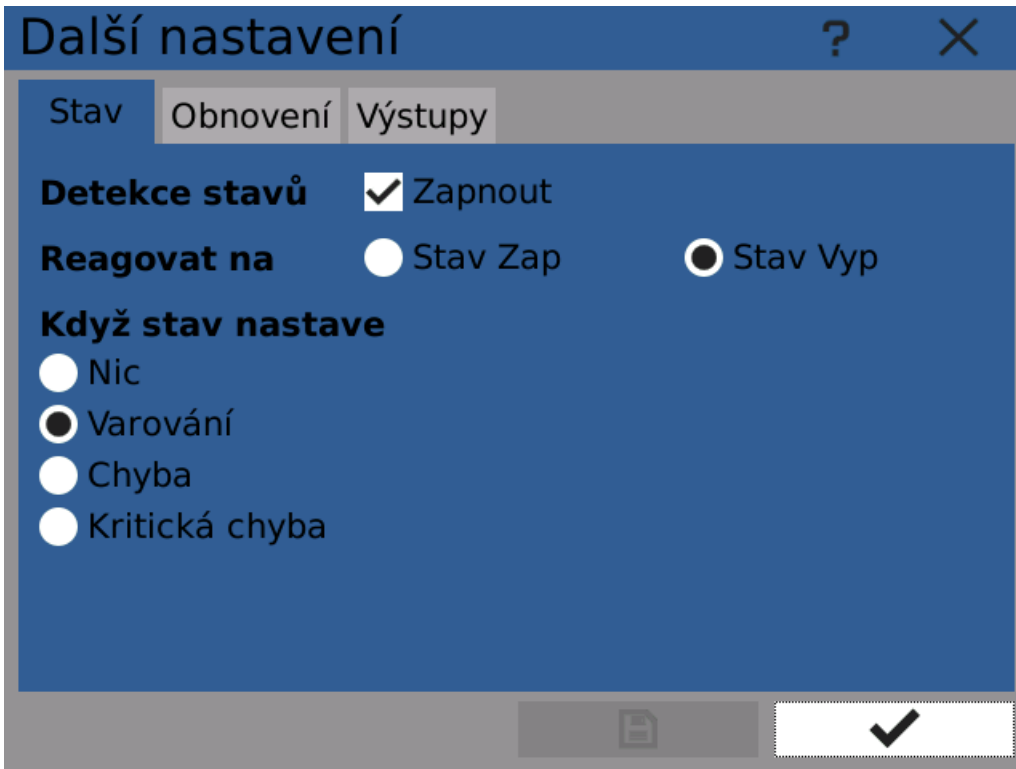 Další nastavení ?
Stav Obnovení Výstupy
Detekce stavů Zapnout
Reagovat na Stav Zap Stav Vyp
Když stav nastave
Nic
Varování
Chyba
Kritická chyba